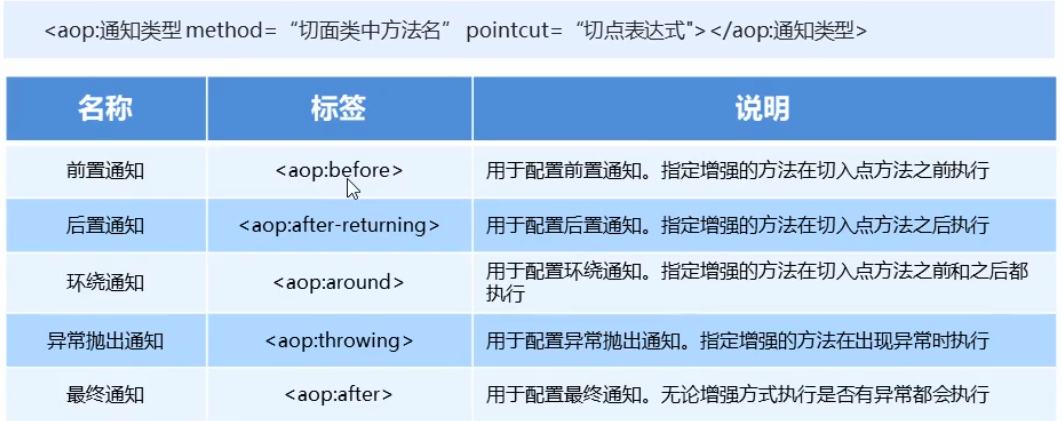 <aop:通知类型 method=“切面类中方法名” pointcut=“切点表达式"></aop:通知类型>
名称 标签 说明
前置通知 <aop:before> 用于配置前置通知。指定增强的方法在切入点方法之前执行
后置通知 <aop:after-returning> 用于配置后置通知。指定增强的方法在切入点方法之后执行
环绕通知 <aop:around> 用于配置环绕通知。指定增强的方法在切入点方法之前和之后都
执行
异常抛出通知 <aop:throwing> 用于配置异常抛出通知。指定增强的方法在出现异常时执行
最终通知 <aop:after> 用于配置最终通知。无论增强方式执行是否有异常都会执行